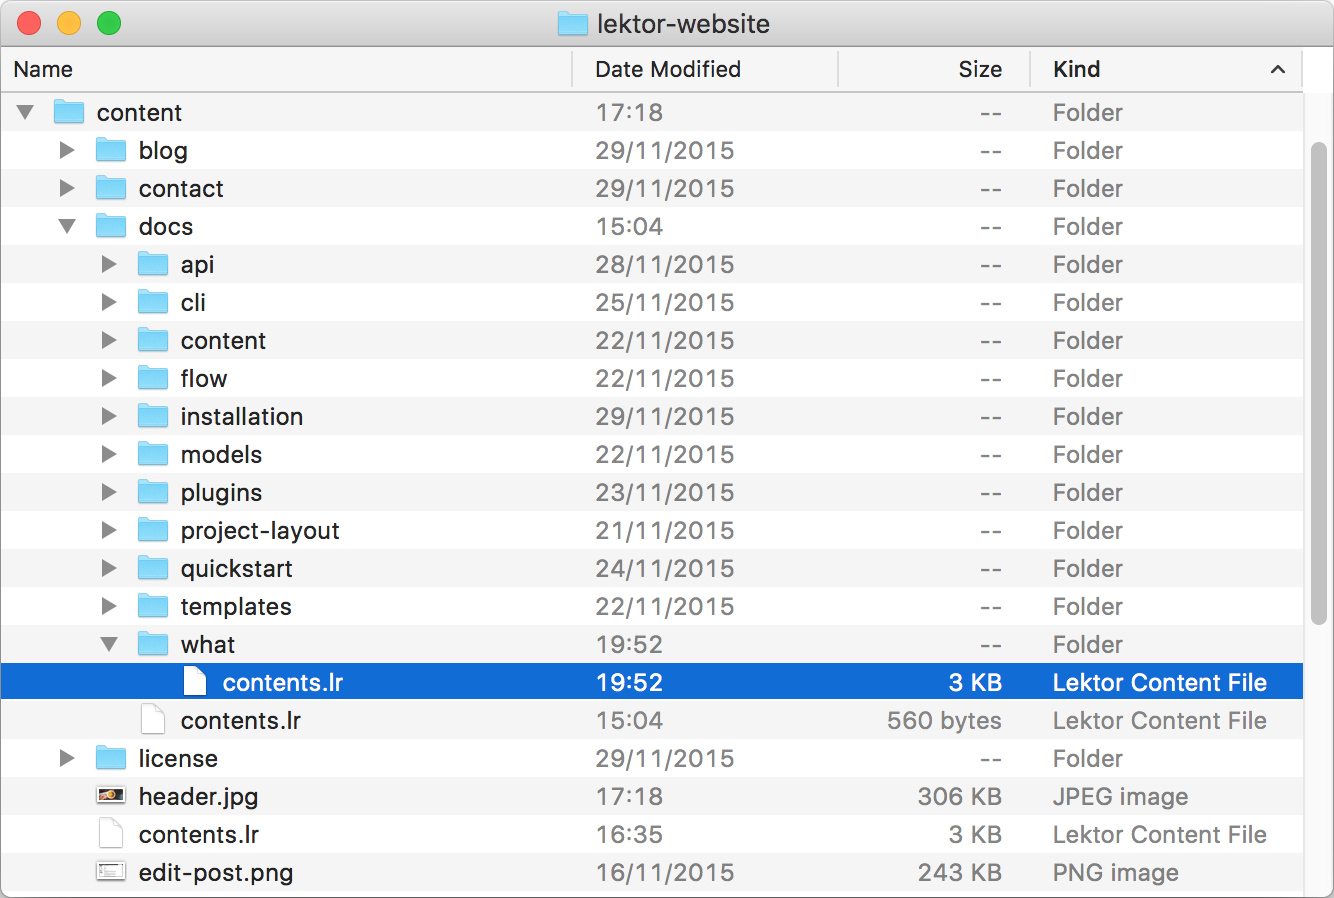 lektor-website
Name Date Modified Size Kind
content 17:18 -- Folder
blog 29/11/2015 -- Folder
contact 29/11/2015 -- Folder
docs 15:04 -- Folder
api 28/11/2015 -- Folder
cli 25/11/2015 -- Folder
content 22/11/2015 -- Folder
flow 22/11/2015 -- Folder
installation 29/11/2015 -- Folder
models 22/11/2015 -- Folder
plugins 23/11/2015 -- Folder
project-layout 21/11/2015 -- Folder
quickstart 24/11/2015 -- Folder
templates 22/11/2015 -- Folder
what 19:52 -- Folder
contents.lr 19:52 3 KB Lektor Content File
contents.lr 15:04 560 bytes Lektor Content File
license 29/11/2015 -- Folder
header.jpg 17:18 306 KB JPEG image
contents.lr 16:35 3 KB Lektor Content File
edit-post.png 16/11/2015 243 KB PNG image